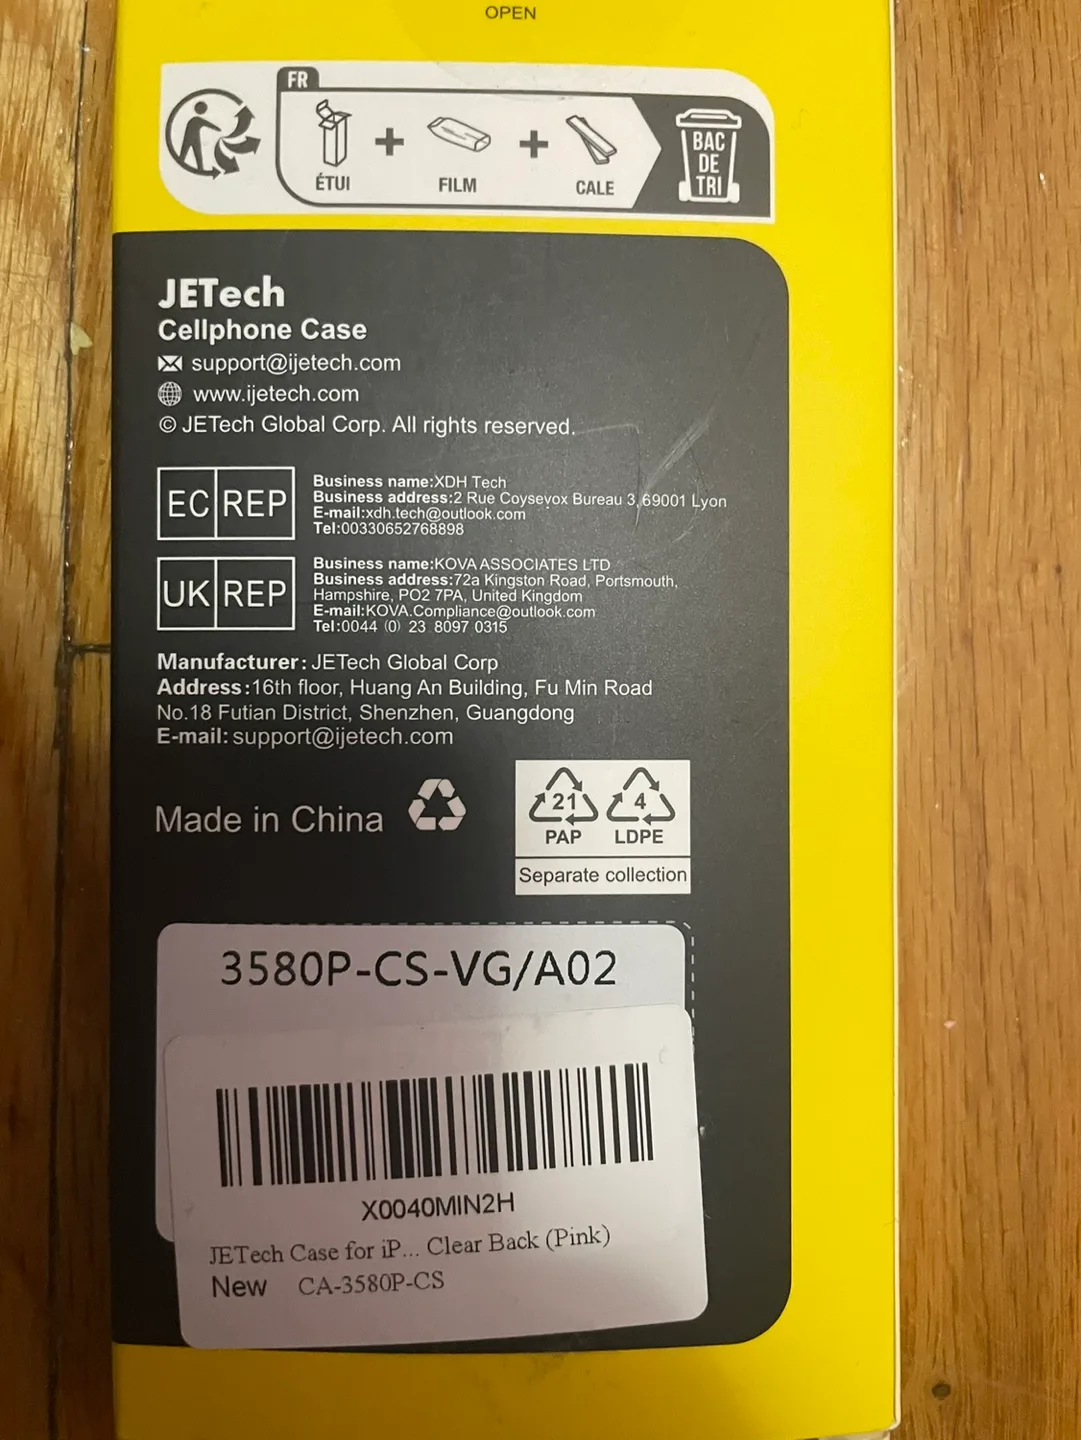 OPEN
FR
ÉTUI + FILM + CALE
BAC
DE
TRI
JETech
Cellphone Case
support@ijetech.com
www.ijetech.com
© JETech Global Corp. All rights reserved.
EC REP
Business name:XDH Tech
Business address:2 Rue Coysevox Bureau 3,69001 Lyon
E-mail:xdh.tech@outlook.com
Tel:00330652768898
UK REP
Business name:KOVA ASSOCIATES LTD
Business address:72a Kingston Road, Portsmouth,
Hampshire, PO2 7PA, United Kingdom
E-mail:KOVA.Compliance@outlook.com
Tel:0044 (0) 23 8097 0315
Manufacturer: JETech Global Corp
Address:16th floor, Huang An Building, Fu Min Road
No.18 Futian District, Shenzhen, Guangdong
E-mail: support@ijetech.com
Made in China
21 4
PAP LDPE
Separate collection
3580P-CS-VG/A02
X0040MIN2H
JETech Case for iP... Clear Back (Pink)
New CA-3580P-CS